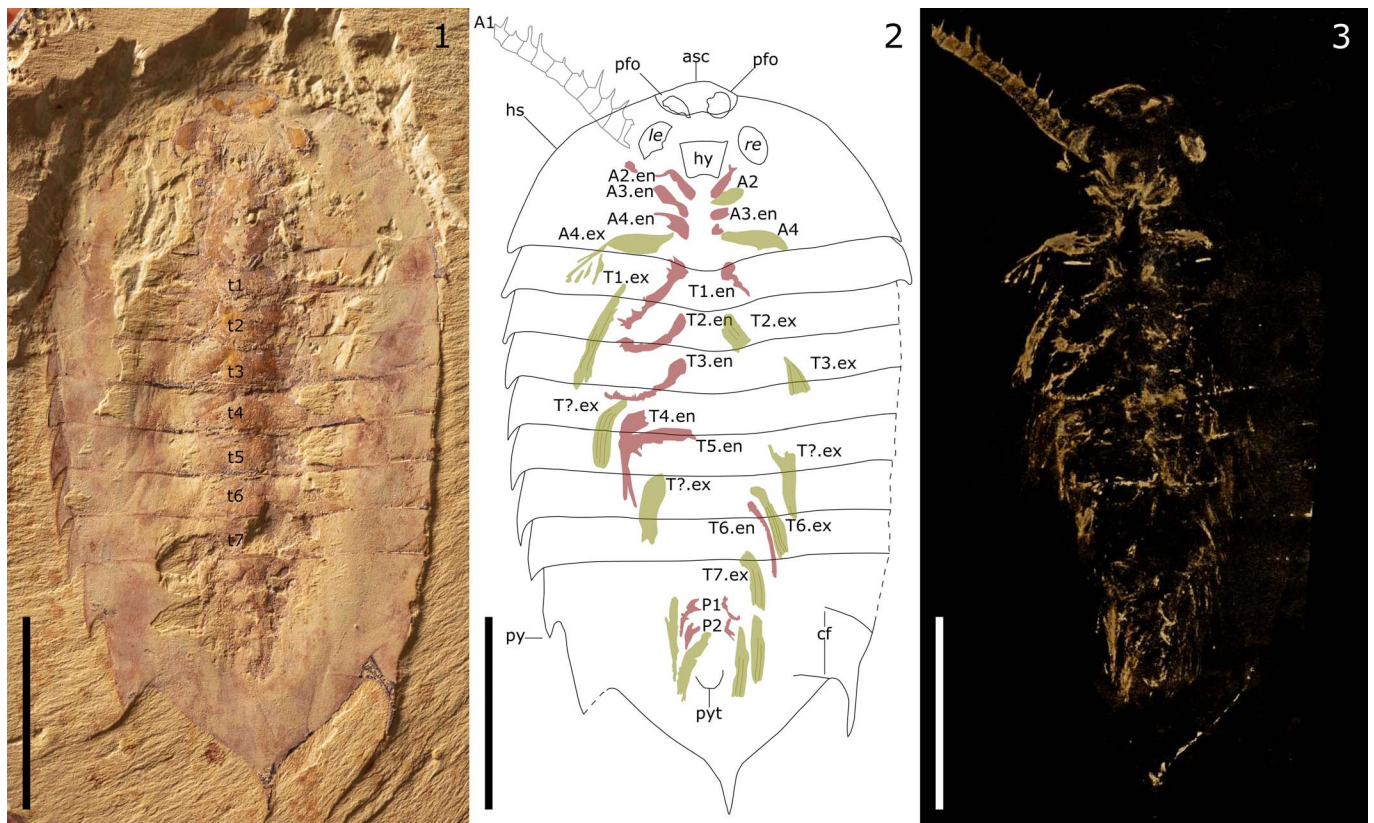 1
t1
t2
t3
t4
t5
t6
t7
2
A1
pfo
asc
pfo
hs
le
re
hy
A2.en
A2
A3.en
A3.en
A4.en
A4.ex
A4
T1.ex
T1.en
T2.en
T2.ex
T3.en
T3.ex
T?.ex
T4.en
T5.en
T?.ex
T?.ex
T6.en
T6.ex
T7.ex
P1
P2
py
cf
pyt
3